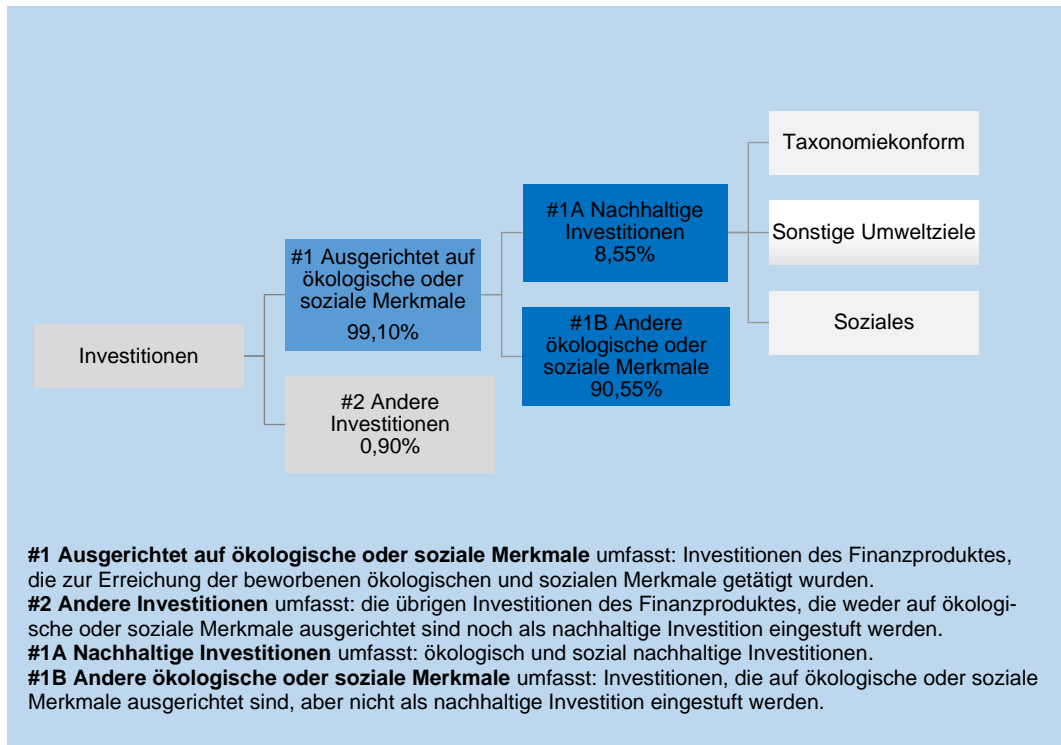 Taxonomiekonform
#1A Nachhaltige
Investitionen
8,55%
Sonstige Umweltziele
#1 Ausgerichtet auf
ökologische oder
soziale Merkmale
99,10%
Soziales
#1B Andere
ökologische oder
soziale Merkmale
90,55%
Investitionen
#2 Andere
Investitionen
0,90%
#1 Ausgerichtet auf ökologische oder soziale Merkmale umfasst: Investitionen des Finanzproduktes,
die zur Erreichung der beworbenen ökologischen und sozialen Merkmale getätigt wurden.
#2 Andere Investitionen umfasst: die übrigen Investitionen des Finanzproduktes, die weder auf ökologi-
sche oder soziale Merkmale ausgerichtet sind noch als nachhaltige Investition eingestuft werden.
#1A Nachhaltige Investitionen umfasst: ökologisch und sozial nachhaltige Investitionen.
#1B Andere ökologische oder soziale Merkmale umfasst: Investitionen, die auf ökologische oder soziale
Merkmale ausgerichtet sind, aber nicht als nachhaltige Investition eingestuft werden.